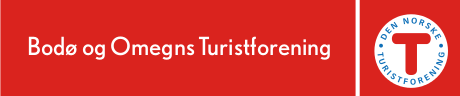 Bodø og Omegns Turistforening
• DEN NORSKE •
TURISTFORENING
T